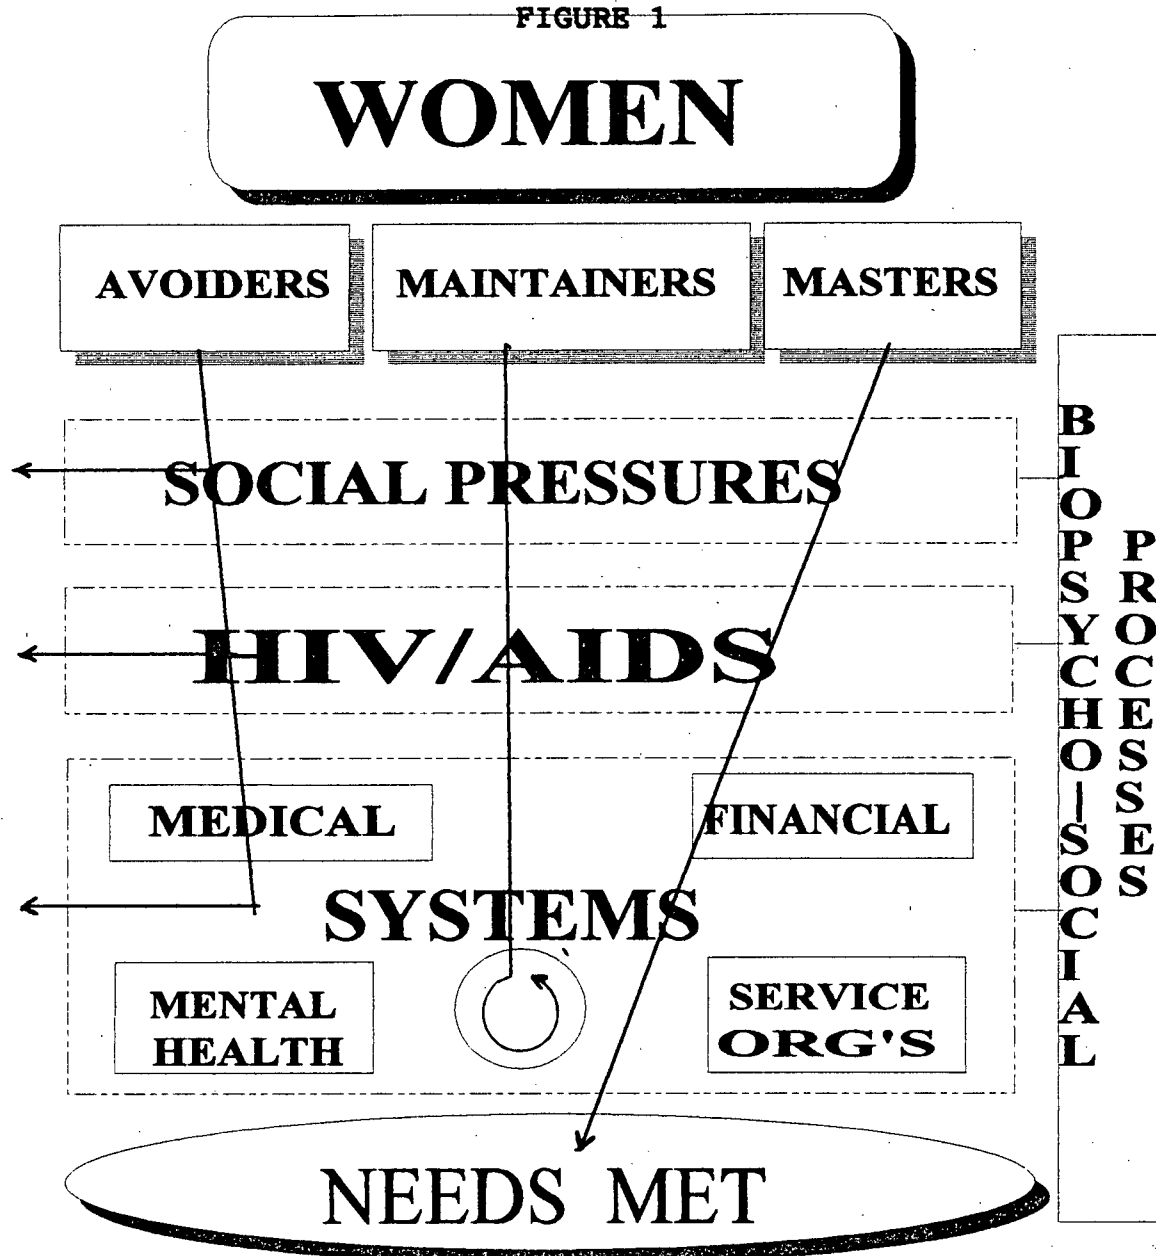 FIGURE 1
WOMEN
AVOIDERS
MAINTAINERS
MASTERS
SOCIAL PRESSURES
HIV/AIDS
MEDICAL
FINANCIAL
SYSTEMS
MENTAL
HEALTH
SERVICE
ORG'S
NEEDS MET
BIOPSYCHO|SOCIAL
PROCESSES